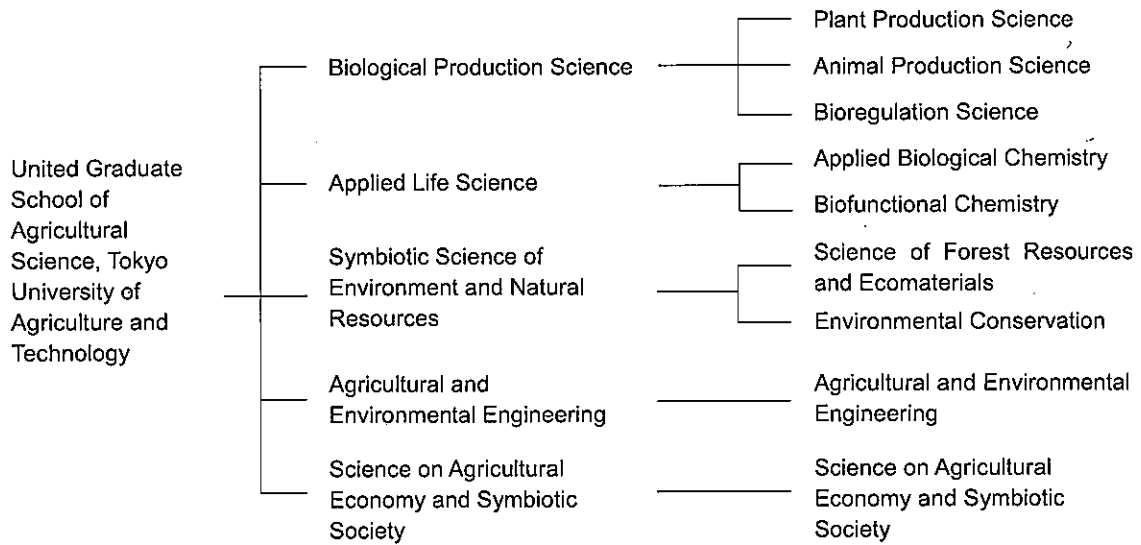 United Graduate
School of
Agricultural
Science, Tokyo
University of
Agriculture and
Technology
Biological Production Science
Plant Production Science
Animal Production Science
Bioregulation Science
Applied Life Science
Applied Biological Chemistry
Biofunctional Chemistry
Symbiotic Science of
Environment and Natural
Resources
Science of Forest Resources
and Ecomaterials
Environmental Conservation
Agricultural and
Environmental Engineering
Agricultural and Environmental
Engineering
Science on Agricultural
Economy and Symbiotic
Society
Science on Agricultural
Economy and Symbiotic
Society